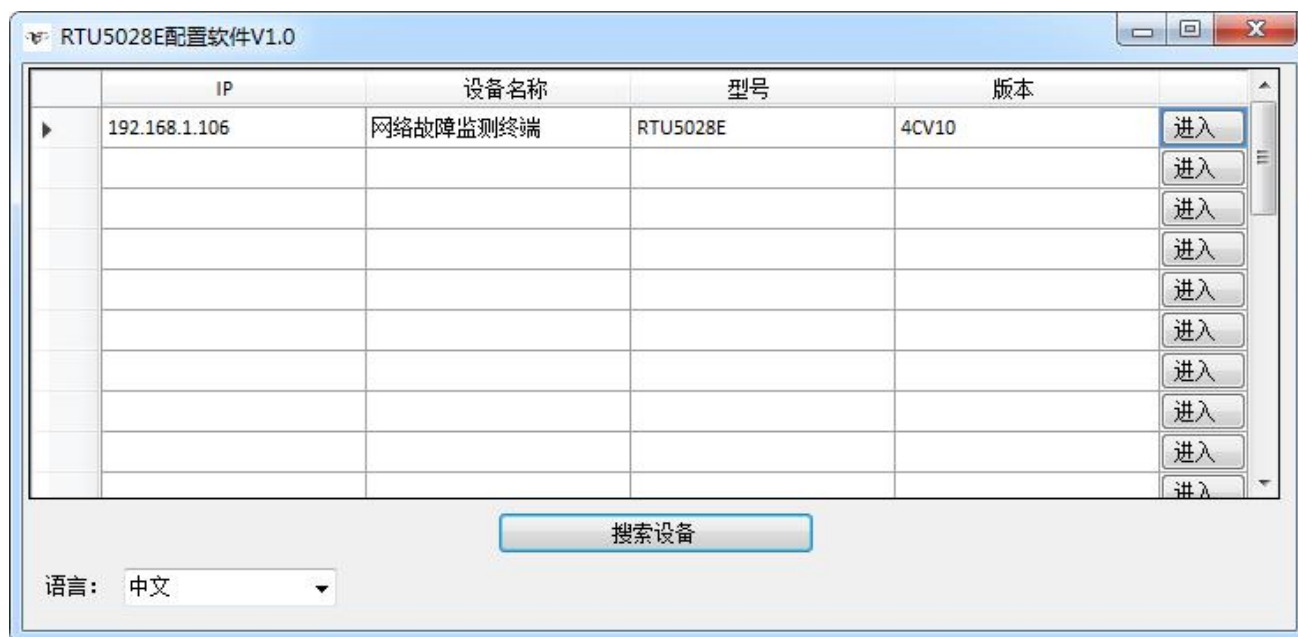 RTU5028E配置软件V1.0
IP 设备名称 型号 版本
192.168.1.106 网络故障监测终端 RTU5028E 4CV10 进入
进入
进入
进入
进入
进入
进入
进入
进入
进入
搜索设备
语言： 中文